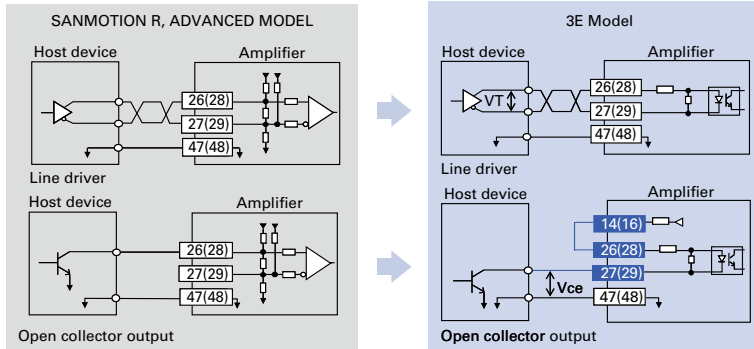 SANMOTION R, ADVANCED MODEL
Host device
Amplifier
26(28)
27(29)
47(48)
Line driver
Host device
Amplifier
26(28)
27(29)
47(48)
Open collector output
3E Model
Host device
Amplifier
VT
26(28)
27(29)
47(48)
Line driver
Host device
Amplifier
14(16)
26(28)
27(29)
Vce
47(48)
Open collector output